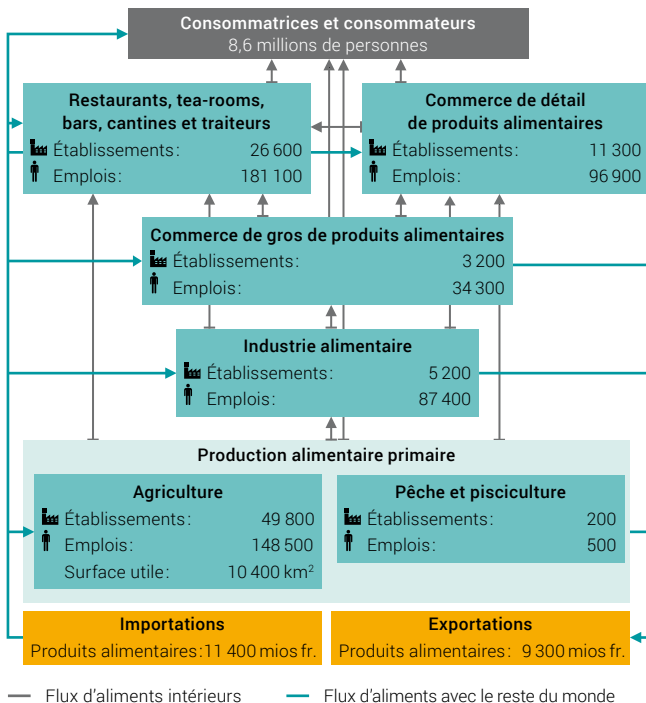 Consommatrices et consommateurs
8,6 millions de personnes
Restaurants, tea-rooms,
bars, cantines et traiteurs
Établissements: 26 600
Emplois: 181 100
Commerce de détail
de produits alimentaires
Établissements: 11 300
Emplois: 96 900
Commerce de gros de produits alimentaires
Établissements: 3 200
Emplois: 34 300
Industrie alimentaire
Établissements: 5 200
Emplois: 87 400
Production alimentaire primaire
Agriculture
Établissements: 49 800
Emplois: 148 500
Surface utile: 10 400 km²
Pêche et pisciculture
Établissements: 200
Emplois: 500
Importations
Produits alimentaires: 11 400 mios fr.
Exportations
Produits alimentaires: 9 300 mios fr.
Flux d'aliments intérieurs
Flux d'aliments avec le reste du monde